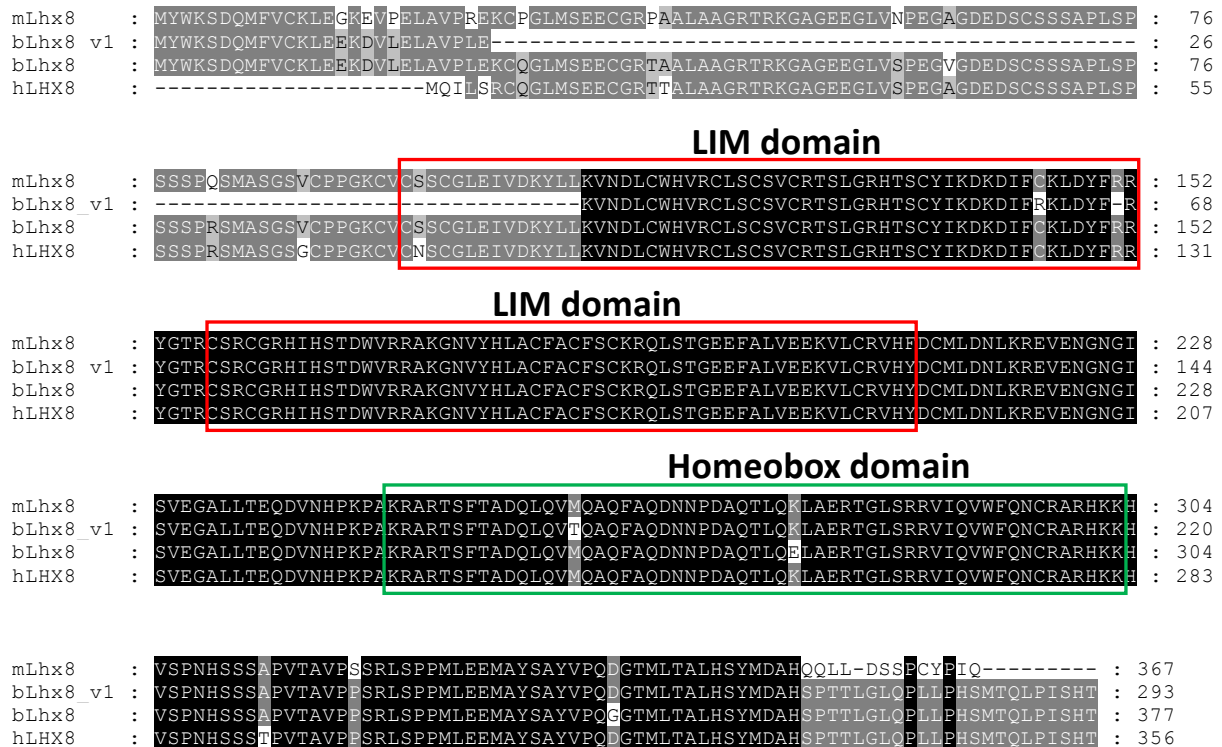 mLhx8 : MYWKSDQMFVCKLEGKEVPELAVPREKCPGLMSEECGRPAALAAGRTRKGAGEEGLVNPEGAGDEDSCSSSAPLSP : 76
bLhx8_v1 : MYWKSDQMFVCKLEEKDVLELAVPLE-------------------------------------------------- : 26
bLhx8 : MYWKSDQMFVCKLEEKDVLELAVPLEKCQGLMSEECGRTAALAAGRTRKGAGEEGLVSPEGVGDEDSCSSSAPLSP : 76
hLHX8 : ---------------------MQILSRCQGLMSEECGRTTALAAGRTRKGAGEEGLVSPEGAGDEDSCSSSAPLSP : 55
LIM domain
mLhx8 : SSSPQSMASGSVCPPGKCVCSSCGLEIVDKYLLKVNDLCWHVRCLSCSVCRTSLGRHTSCYIKDKDIFCKLDYFRR : 152
bLhx8_v1 : ---------------------------------KVNDLCWHVRCLSCSVCRTSLGRHTSCYIKDKDIFRKLDYF-R : 68
bLhx8 : SSSPRSMASGSVCPPGKCVCSSCGLEIVDKYLLKVNDLCWHVRCLSCSVCRTSLGRHTSCYIKDKDIFCKLDYFRR : 152
hLHX8 : SSSPRSMASGSGCPPGKCVCNSCGLEIVDKYLLKVNDLCWHVRCLSCSVCRTSLGRHTSCYIKDKDIFCKLDYFRR : 131
LIM domain
mLhx8 : YGTRCSRCGRHIHSTDWVRRAKGNVYHLACFACFSCKRQLSTGEEFALVEEKVLCRVHFDCMLDNLKREVENGNGI : 228
bLhx8_v1 : YGTRCSRCGRHIHSTDWVRRAKGNVYHLACFACFSCKRQLSTGEEFALVEEKVLCRVHYDCMLDNLKREVENGNGI : 144
bLhx8 : YGTRCSRCGRHIHSTDWVRRAKGNVYHLACFACFSCKRQLSTGEEFALVEEKVLCRVHYDCMLDNLKREVENGNGI : 228
hLHX8 : YGTRCSRCGRHIHSTDWVRRAKGNVYHLACFACFSCKRQLSTGEEFALVEEKVLCRVHYDCMLDNLKREVENGNGI : 207
Homeobox domain
mLhx8 : SVEGALLTEQDVNHPKPAKRARTSFTADQLQVMQAQFAQDNNPDAQTLQKLAERTGLSRRVIQVWFQNCRARHKKH : 304
bLhx8_v1 : SVEGALLTEQDVNHPKPAKRARTSFTADQLQVTQAQFAQDNNPDAQTLQKLAERTGLSRRVIQVWFQNCRARHKKH : 220
bLhx8 : SVEGALLTEQDVNHPKPAKRARTSFTADQLQVMQAQFAQDNNPDAQTLQELAERTGLSRRVIQVWFQNCRARHKKH : 304
hLHX8 : SVEGALLTEQDVNHPKPAKRARTSFTADQLQVMQAQFAQDNNPDAQTLQKLAERTGLSRRVIQVWFQNCRARHKKH : 283
mLhx8 : VSPNHSSSAPVTAVPSSRLSPPMLEEMAYSAYVPQDGTMLTALHSYMDAHQQLL-DSSPCYPIQ--------- : 367
bLhx8_v1 : VSPNHSSSAPVTAVPPSRLSPPMLEEMAYSAYVPQDGTMLTALHSYMDAHSPTTLGLQPLLPHSMTQLPISHT : 293
bLhx8 : VSPNHSSSAPVTAVPPSRLSPPMLEEMAYSAYVPQGGTMLTALHSYMDAHSPTTLGLQPLLPHSMTQLPISHT : 377
hLHX8 : VSPNHSSSTPVTAVPPSRLSPPMLEEMAYSAYVPQDGTMLTALHSYMDAHSPTTLGLQPLLPHSMTQLPISHT : 356